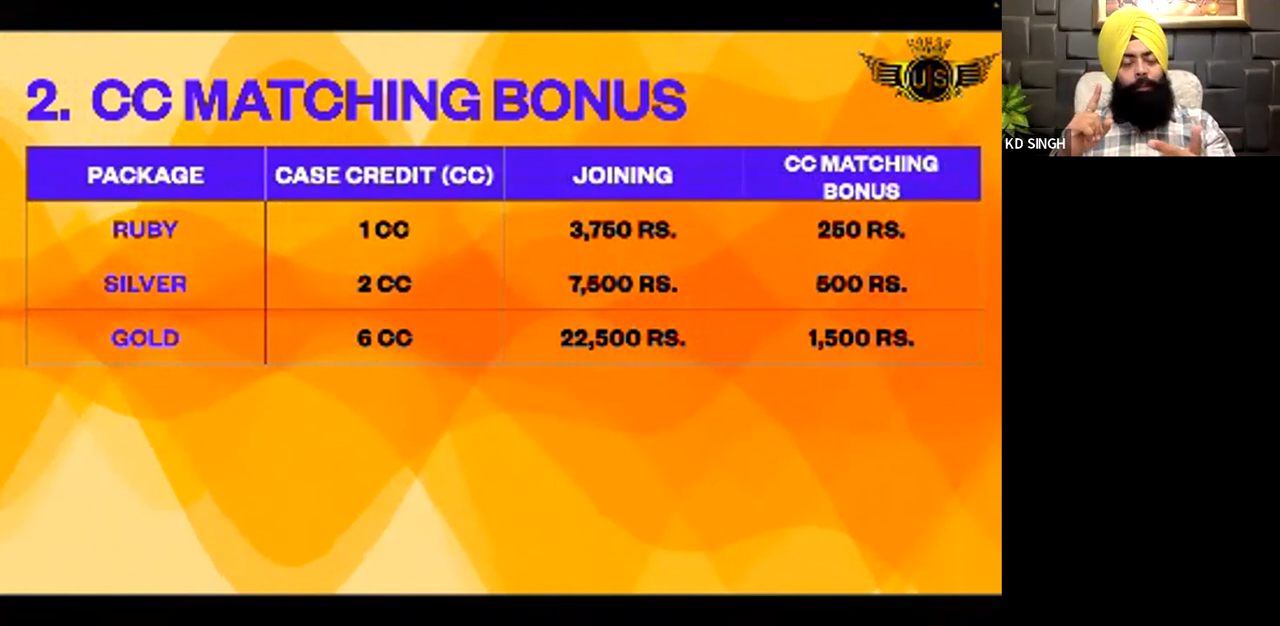 2. CC MATCHING BONUS
US
PACKAGE CASE CREDIT (CC) JOINING CC MATCHING BONUS
RUBY 1 CC 3,750 RS. 250 RS.
SILVER 2 CC 7,500 RS. 500 RS.
GOLD 6 CC 22,500 RS. 1,500 RS.
KD SINGH